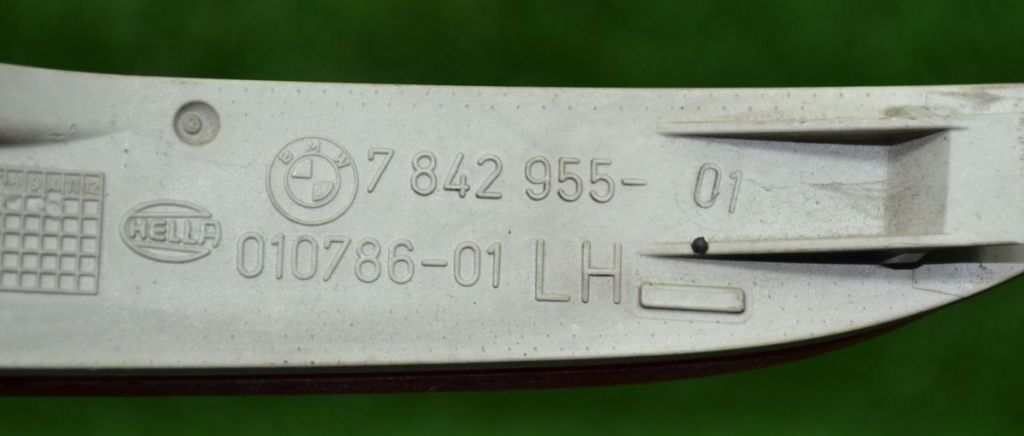 BMW 7 842 955- 01
HELLA 010786-01 LH